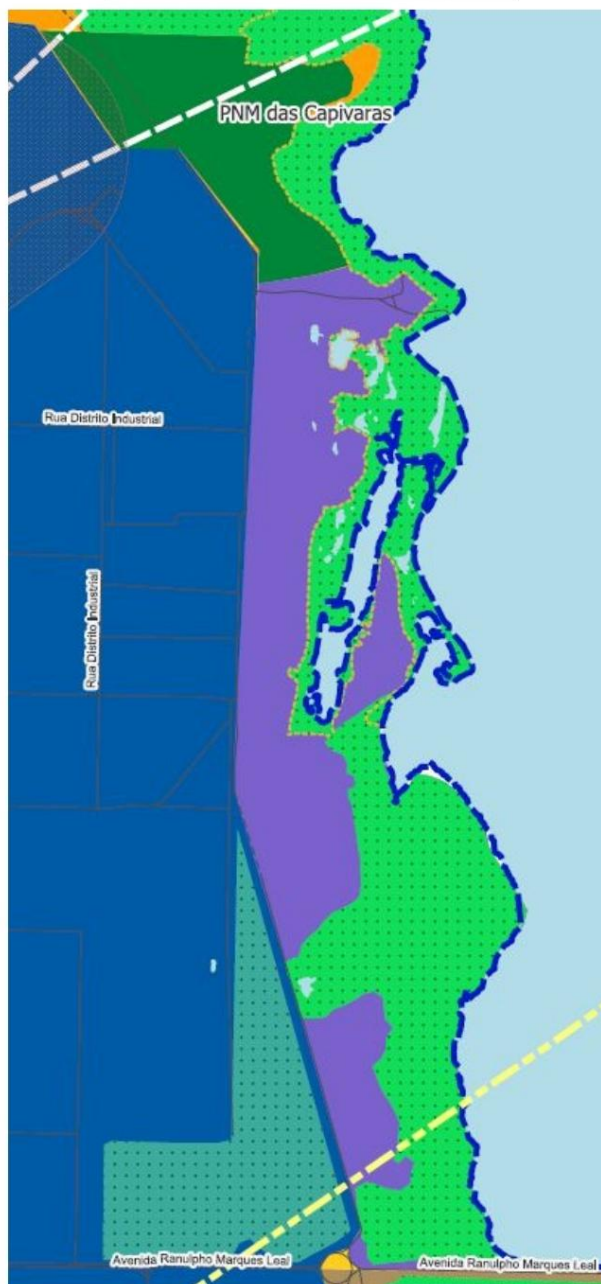 PNM das Capivaras
Rua Distrito Industrial
Rua Distrito Industrial
Avenida Ranulpho Marques Leal
Avenida Ranulpho Marques Leal